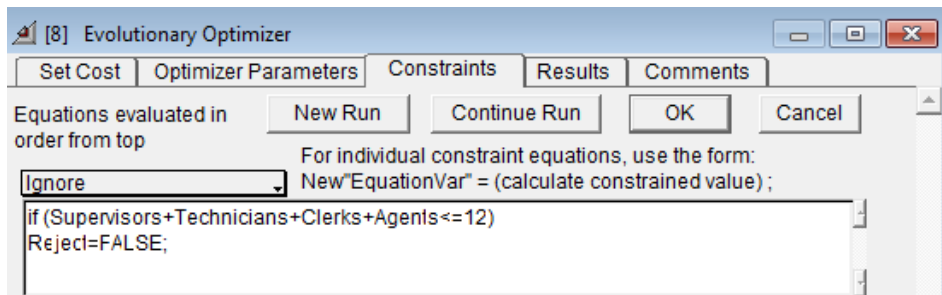 [8] Evolutionary Optimizer
Set Cost Optimizer Parameters Constraints Results Comments
Equations evaluated in order from top
New Run Continue Run OK Cancel
For individual constraint equations, use the form:
Ignore New"EquationVar" = (calculate constrained value) ;
if (Supervisors+Technicians+Clerks+Agents<=12)
Reject=FALSE;